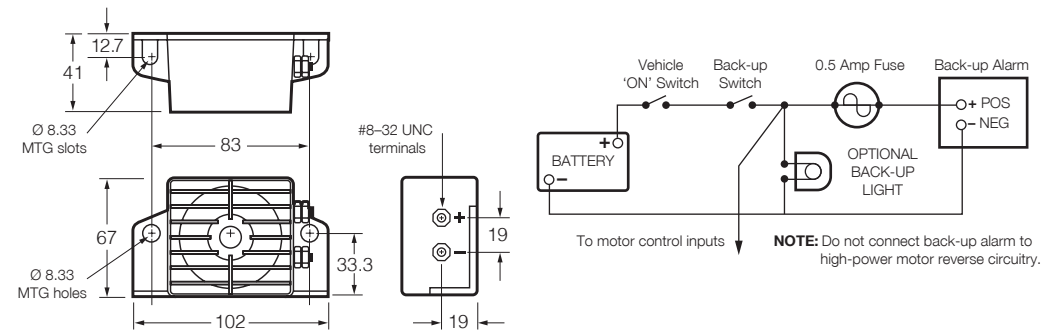 12.7
41
Ø 8.33
MTG slots
83
#8–32 UNC
terminals
67
Ø 8.33
MTG holes
33.3
102
+
–
19
19
Vehicle
‘ON’ Switch
Back-up
Switch
0.5 Amp Fuse
Back-up Alarm
+ POS
– NEG
+
BATTERY
–
OPTIONAL
BACK-UP
LIGHT
To motor control inputs
NOTE: Do not connect back-up alarm to
high-power motor reverse circuitry.